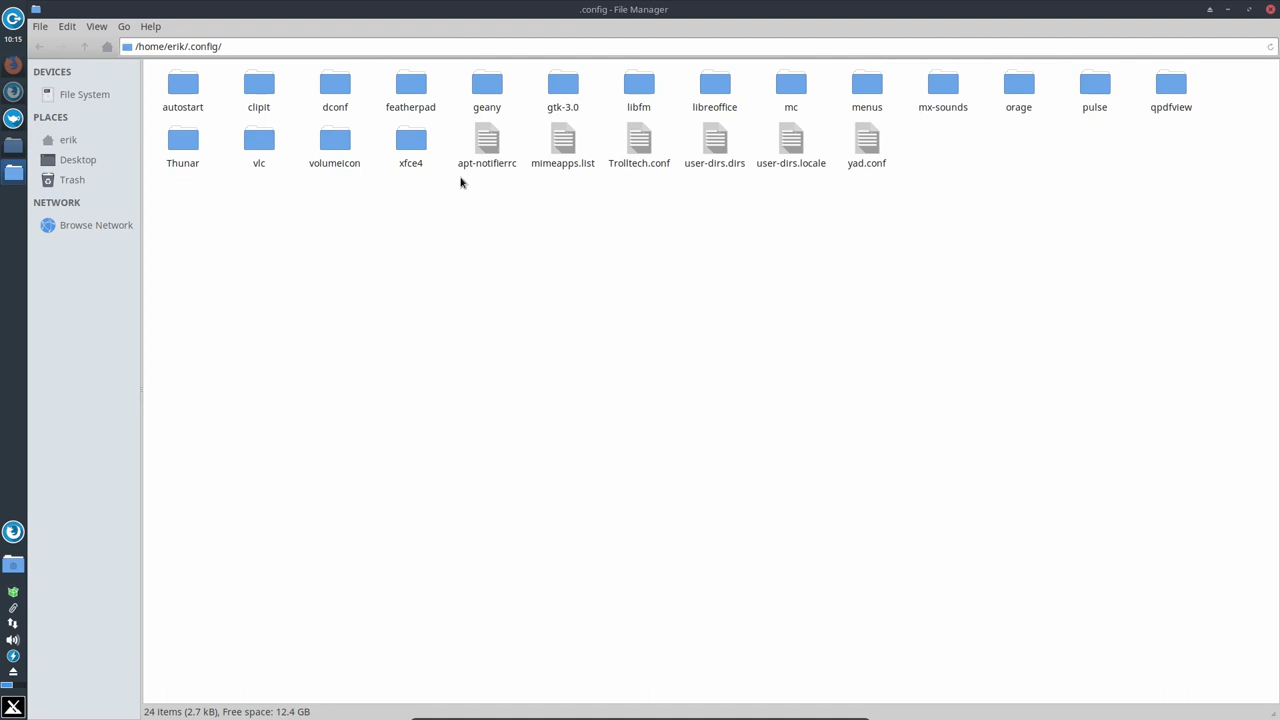 .config - File Manager
File Edit View Go Help
10:15
/home/erik/.config/
DEVICES
File System
PLACES
erik
Desktop
Trash
NETWORK
Browse Network
autostart clipit dconf featherpad geany gtk-3.0 libfm libreoffice mc menus mx-sounds orage pulse qpdfview
Thunar vlc volumeicon xfce4 apt-notifierrc mimeapps.list Trolltech.conf user-dirs.dirs user-dirs.locale yad.conf
24 items (2.7 kB), Free space: 12.4 GB